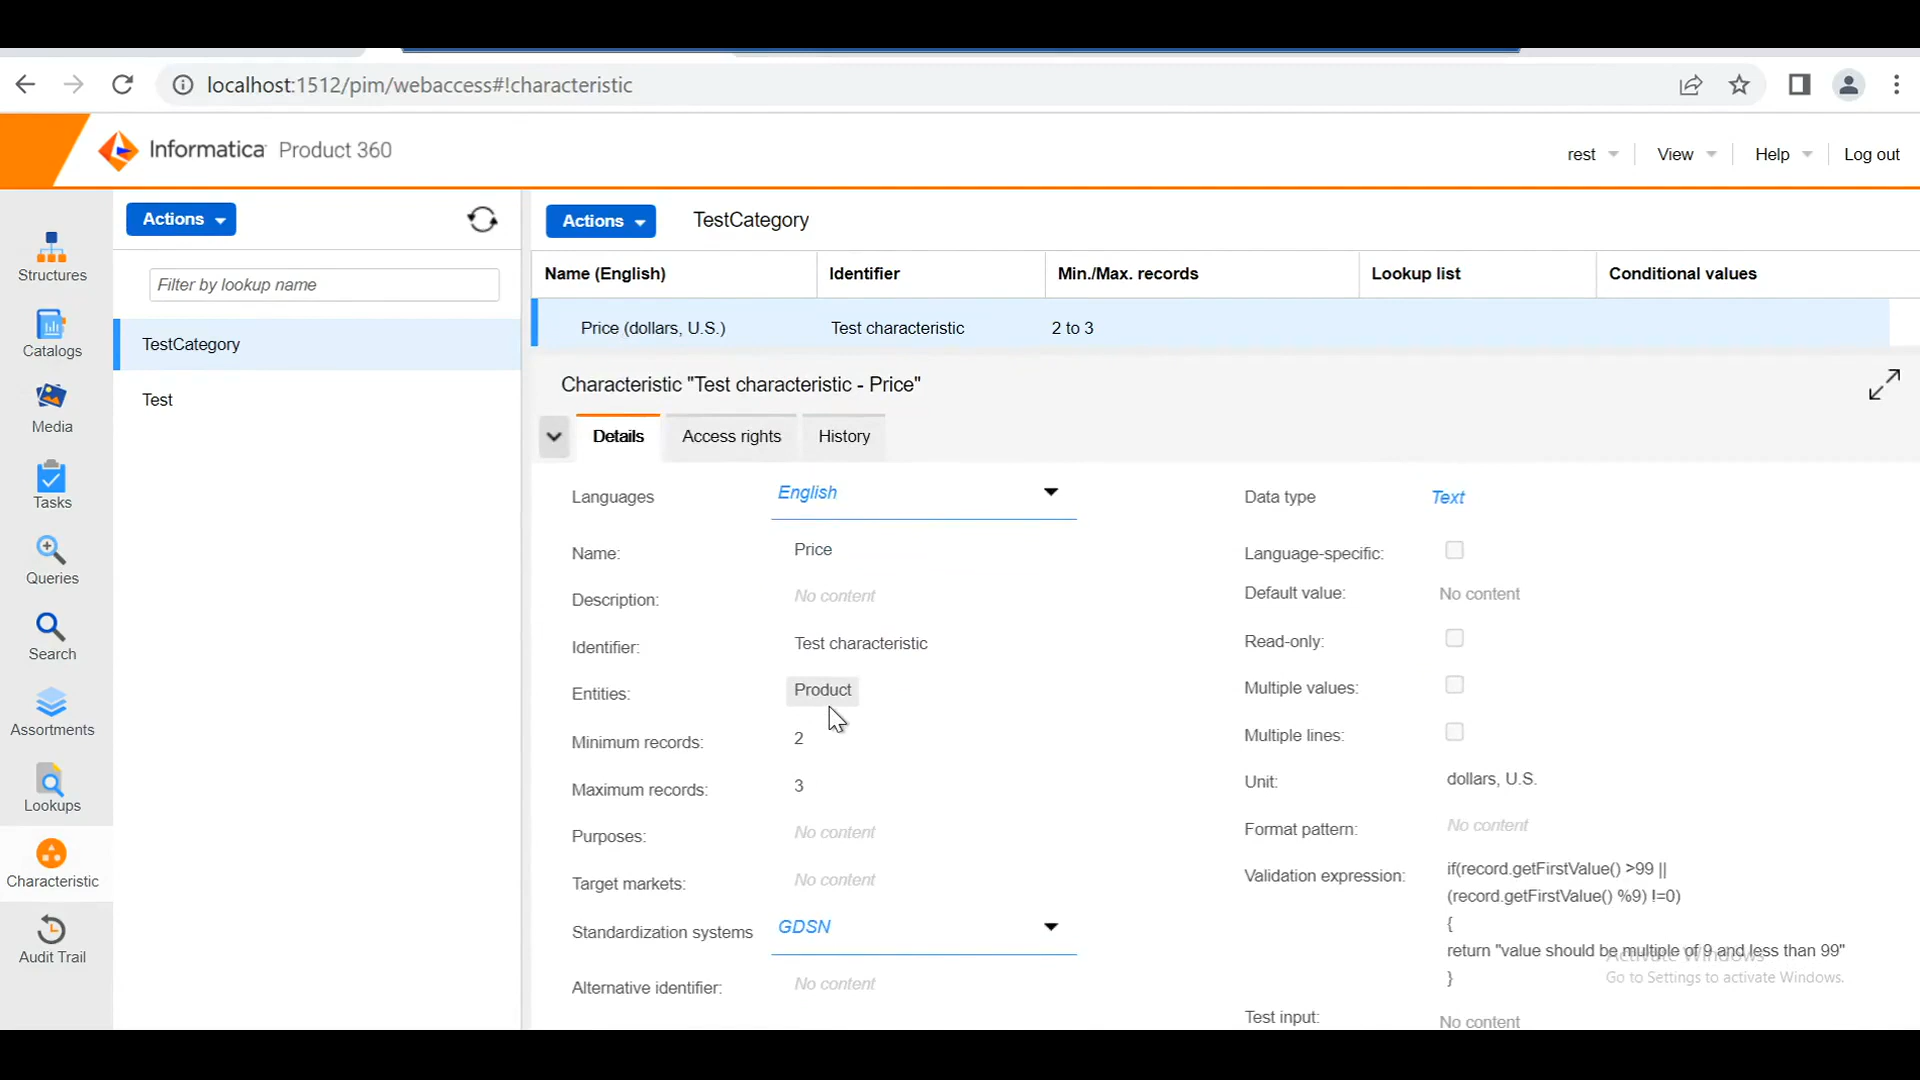 localhost:1512/pim/webaccess#!characteristic
Informatica Product 360
rest
View
Help
Log out
Actions
Filter by lookup name
TestCategory
Test
Structures
Catalogs
Media
Tasks
Queries
Search
Assortments
Lookups
Characteristic
Audit Trail
Actions
TestCategory
Name (English) Identifier Min./Max. records Lookup list Conditional values
Price (dollars, U.S.) Test characteristic 2 to 3
Characteristic "Test characteristic - Price"
Details Access rights History
Languages English
Name: Price
Description: No content
Identifier: Test characteristic
Entities: Product
Minimum records: 2
Maximum records: 3
Purposes: No content
Target markets: No content
Standardization systems GDSN
Alternative identifier: No content
Data type Text
Language-specific:
Default value: No content
Read-only:
Multiple values:
Multiple lines:
Unit: dollars, U.S.
Format pattern: No content
Validation expression: if(record.getFirstValue() >99 ||
(record.getFirstValue() %9) !=0)
{
return "value should be multiple of 9 and less than 99"
}
Activate Windows
Go to Settings to activate Windows.
Test input: No content